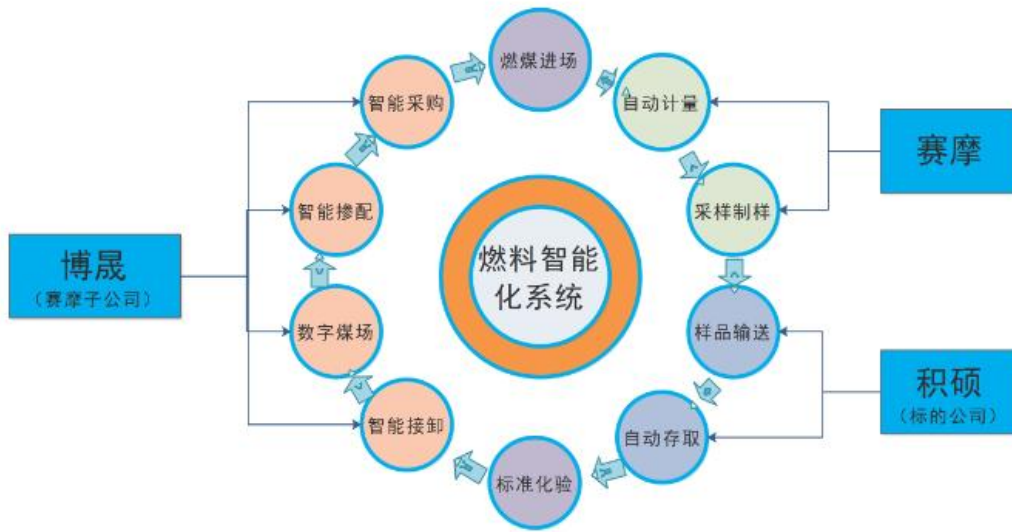 燃煤进场
智能采购
自动计量
赛摩
智能掺配
采样制样
燃料智能
化系统
博晟
（赛摩子公司）
数字煤场
样品输送
积硕
（标的公司）
智能接卸
自动存取
标准化验